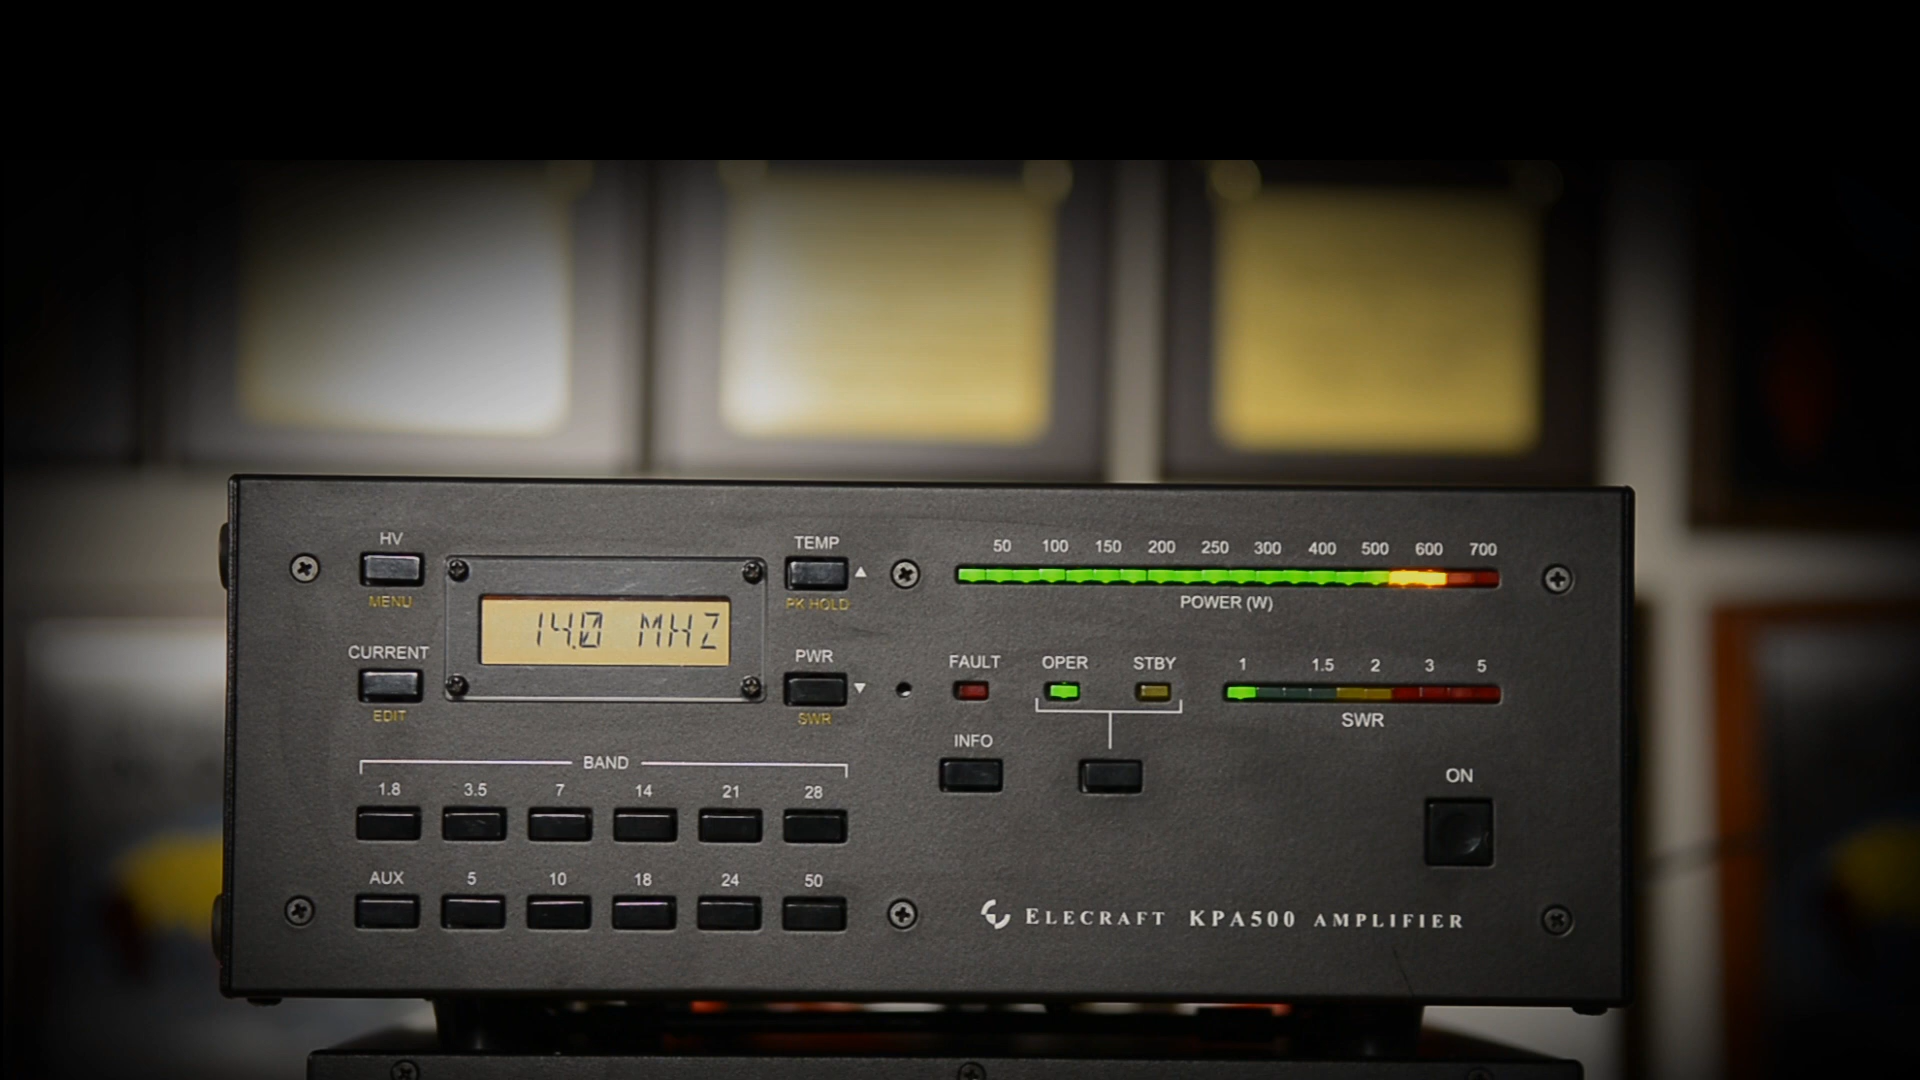 HV
MENU
CURRENT
EDIT
14.0 MHZ
TEMP
PK HOLD
PWR
SWR
BAND
1.8 3.5 7 14 21 28
AUX 5 10 18 24 50
50 100 150 200 250 300 400 500 600 700
POWER (W)
FAULT OPER STBY
1 1.5 2 3 5
SWR
INFO
ON
ELECRAFT KPA500 AMPLIFIER